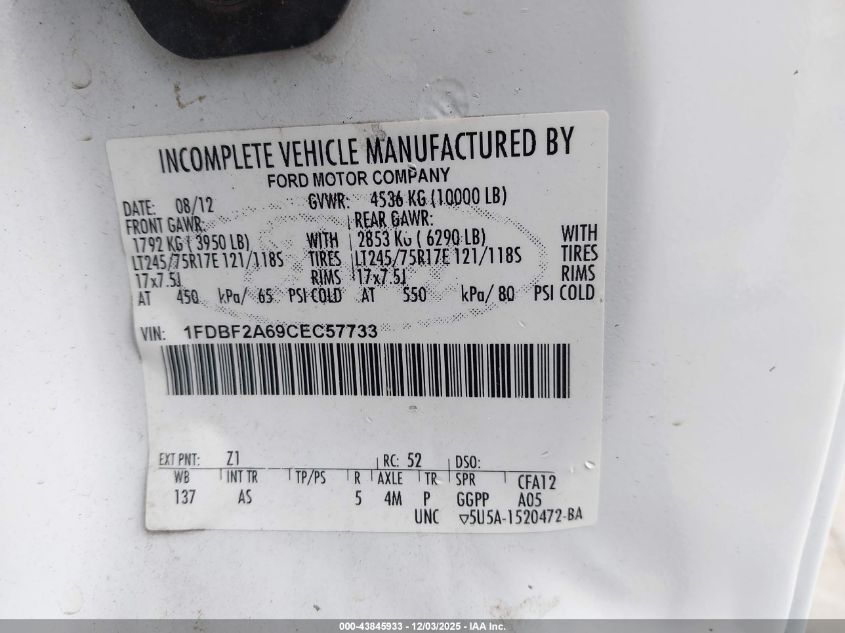 INCOMPLETE VEHICLE MANUFACTURED BY
FORD MOTOR COMPANY
DATE: 08/12 GVWR: 4536 KG (10000 LB)
FRONT GAWR: REAR GAWR:
1792 KG ( 3950 LB) WITH 2853 KG ( 6290 LB) WITH
LT245/75R17E 121/118S TIRES LT245/75R17E 121/118S TIRES
17x7.5J RIMS 17x7.5J RIMS
AT 450 kPa/ 65 PSI COLD AT 550 kPa/ 80 PSI COLD
VIN: 1FDBF2A69CEC57733
EXT PNT: Z1 RC: 52 DSO:
WB INT TR TP/PS R AXLE TR SPR CFA12
137 AS 5 4M P GGPP A05
UNC ▽5U5A-1520472-BA
000-43845933 - 12/03/2025 - IAA Inc.